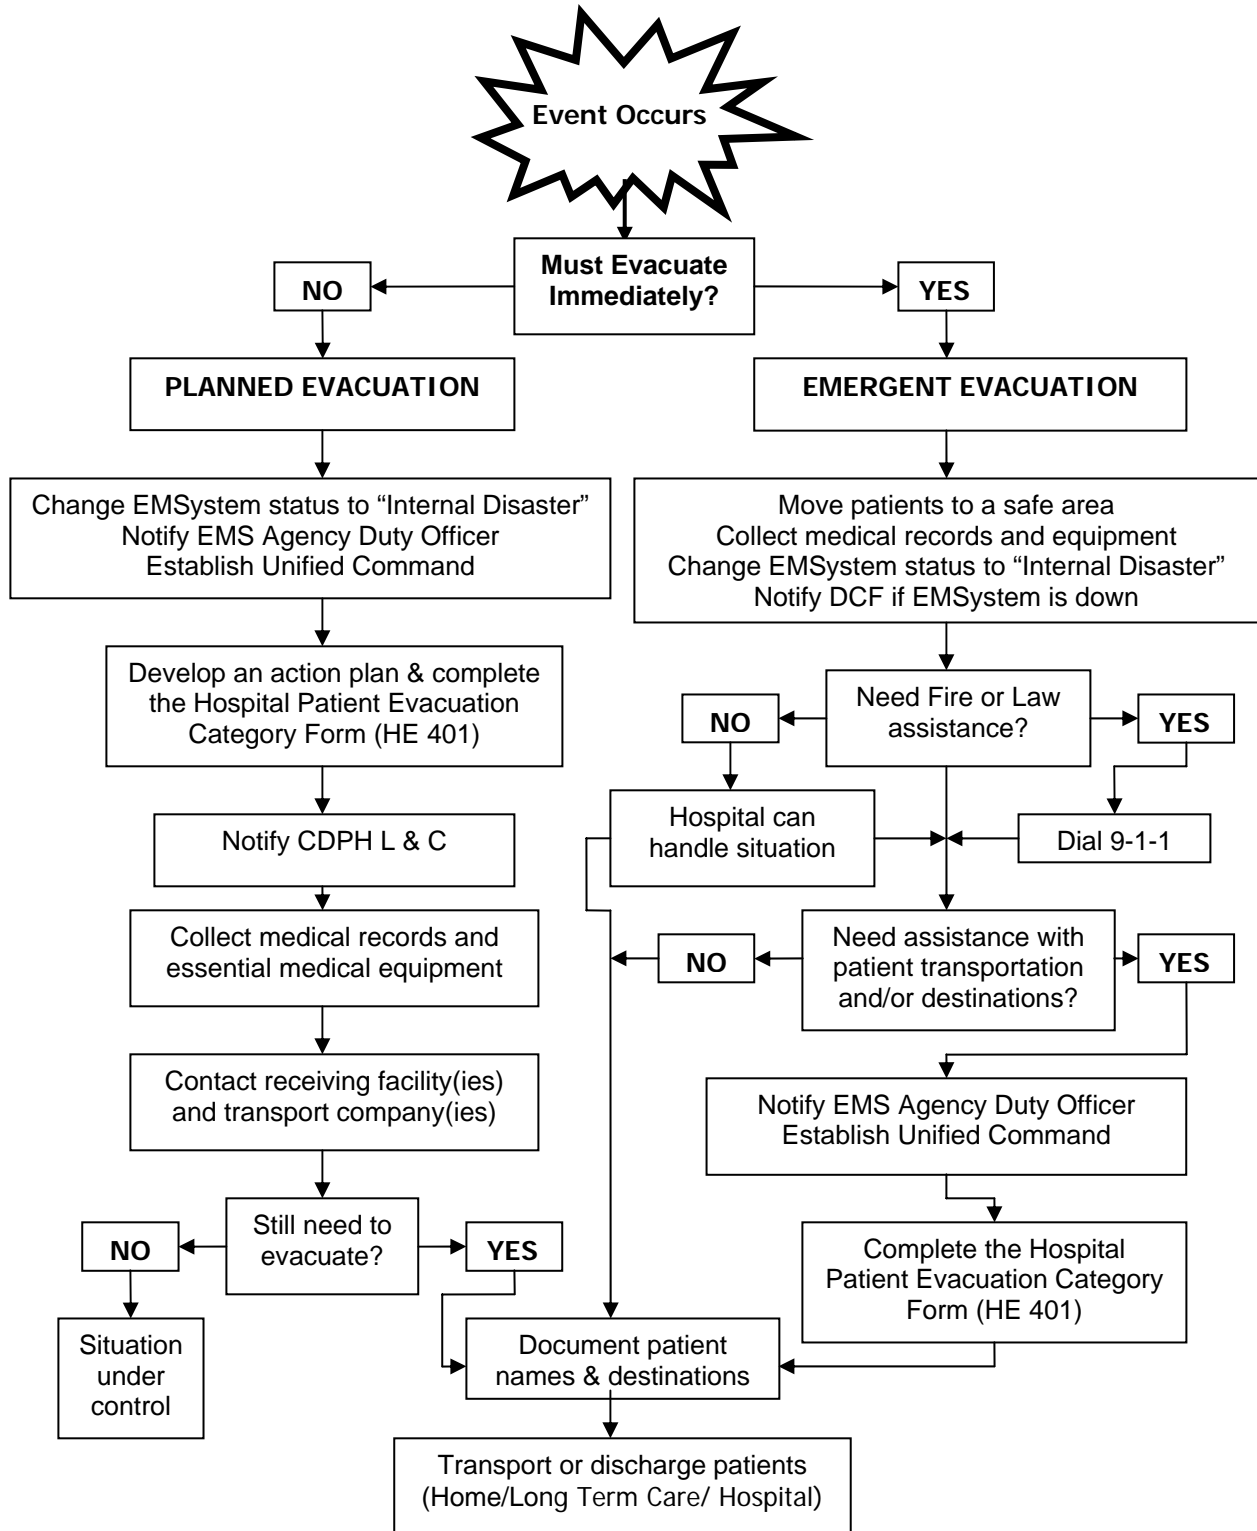 Event Occurs
Must Evacuate
Immediately?
NO
YES
PLANNED EVACUATION
EMERGENT EVACUATION
Change EMSystem status to “Internal Disaster”
Notify EMS Agency Duty Officer
Establish Unified Command
Move patients to a safe area
Collect medical records and equipment
Change EMSystem status to “Internal Disaster”
Notify DCF if EMSystem is down
Develop an action plan & complete
the Hospital Patient Evacuation
Category Form (HE 401)
Need Fire or Law
assistance?
NO
YES
Notify CDPH L & C
Hospital can
handle situation
Dial 9-1-1
Collect medical records and
essential medical equipment
NO
Need assistance with
patient transportation
and/or destinations?
YES
Contact receiving facility(ies)
and transport company(ies)
Notify EMS Agency Duty Officer
Establish Unified Command
NO
Still need to
evacuate?
YES
Complete the Hospital
Patient Evacuation Category
Form (HE 401)
Situation
under
control
Document patient
names & destinations
Transport or discharge patients
(Home/Long Term Care/ Hospital)